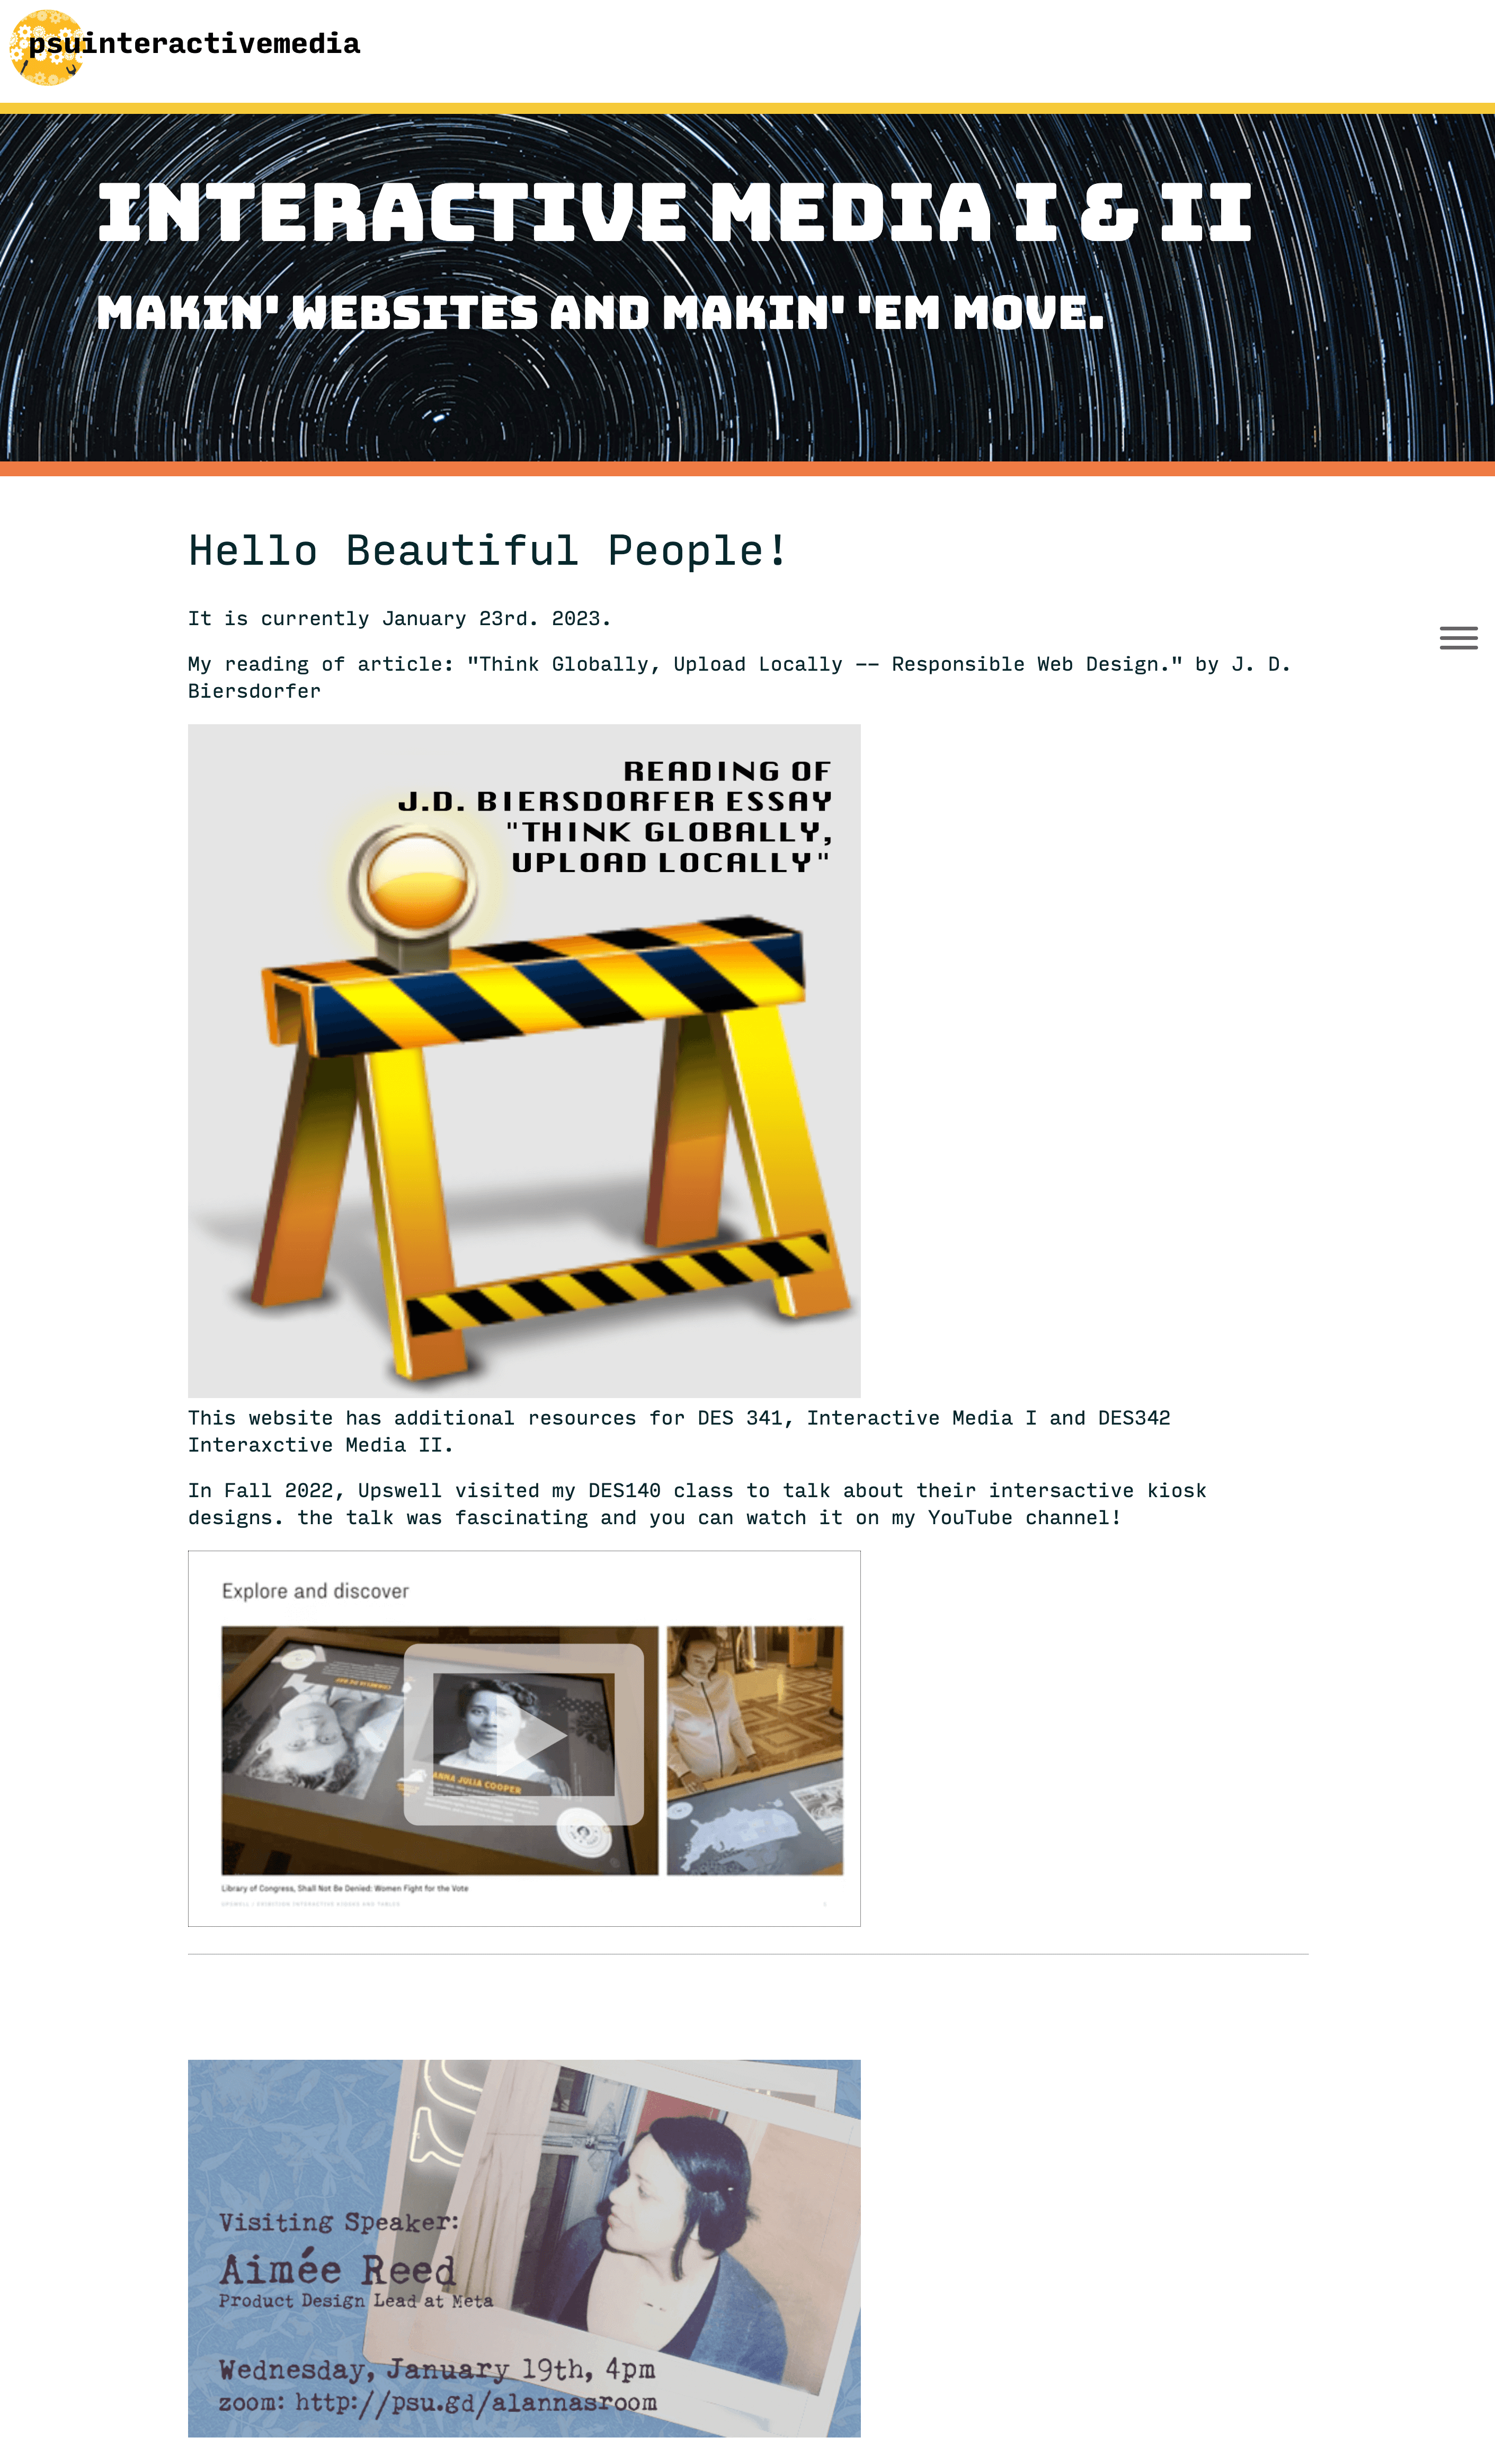 psuinteractivemedia
INTERACTIVE MEDIA I & II
MAKIN' WEBSITES AND MAKIN' 'EM MOVE.
Hello Beautiful People!
It is currently January 23rd. 2023.
My reading of article: "Think Globally, Upload Locally –– Responsible Web Design." by J. D.
Biersdorfer
READING OF
J.D. BIERSDORFER ESSAY
"THINK GLOBALLY,
UPLOAD LOCALLY"
This website has additional resources for DES 341, Interactive Media I and DES342
Interaxctive Media II.
In Fall 2022, Upswell visited my DES140 class to talk about their intersactive kiosk
designs. the talk was fascinating and you can watch it on my YouTube channel!
Explore and discover
ANNA JULIA COOPER
Library of Congress, Shall Not Be Denied: Women Fight for the Vote
Visiting Speaker:
Aimée Reed
Product Design Lead at Meta
Wednesday, January 19th, 4pm
zoom: http://psu.gd/alannasroom